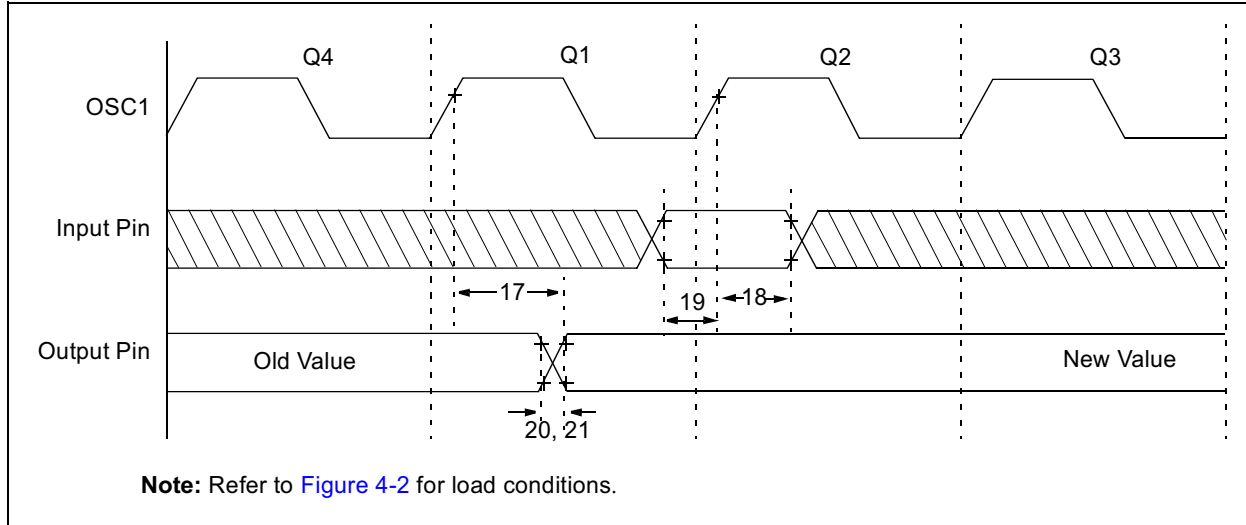 Q4 Q1 Q2 Q3
OSC1
Input Pin
17
19
18
Output Pin
Old Value
New Value
20, 21
Note: Refer to Figure 4-2 for load conditions.